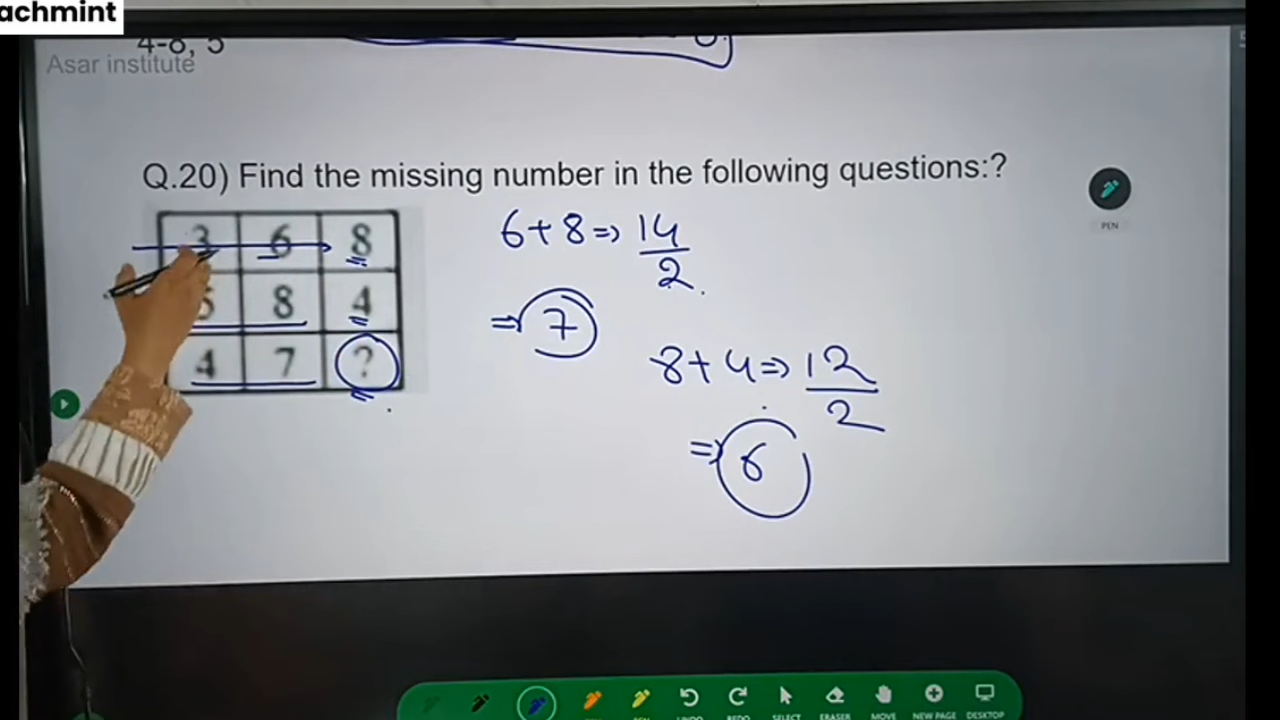 achmint
4-8, 5
Asar institute
Q.20) Find the missing number in the following questions:?
3 6 8
8 4
4 7 ?
6+8⇒ 14
2
⇒ 7
8+4⇒ 12
2
⇒ 6
PEN
UNDO REDO SELECT ERASER MOVE NEW PAGE DESKTOP